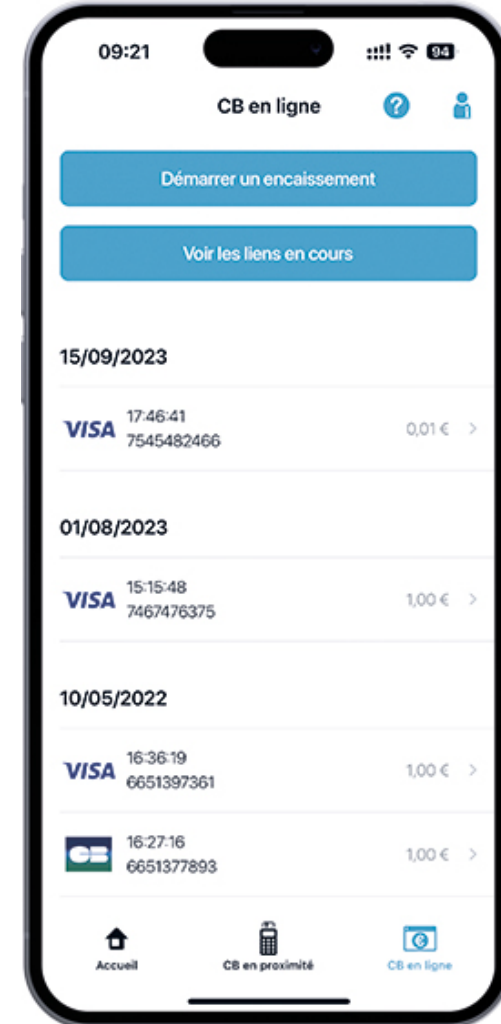 09:21
94
CB en ligne
?
Démarrer un encaissement
Voir les liens en cours
15/09/2023
VISA
17:46:41
7545482466
0,01 €
01/08/2023
VISA
15:15:48
7467476375
1,00 €
10/05/2022
VISA
16:36:19
6651397361
1,00 €
CB
16:27:16
6651377893
1,00 €
Accueil
CB en proximité
CB en ligne